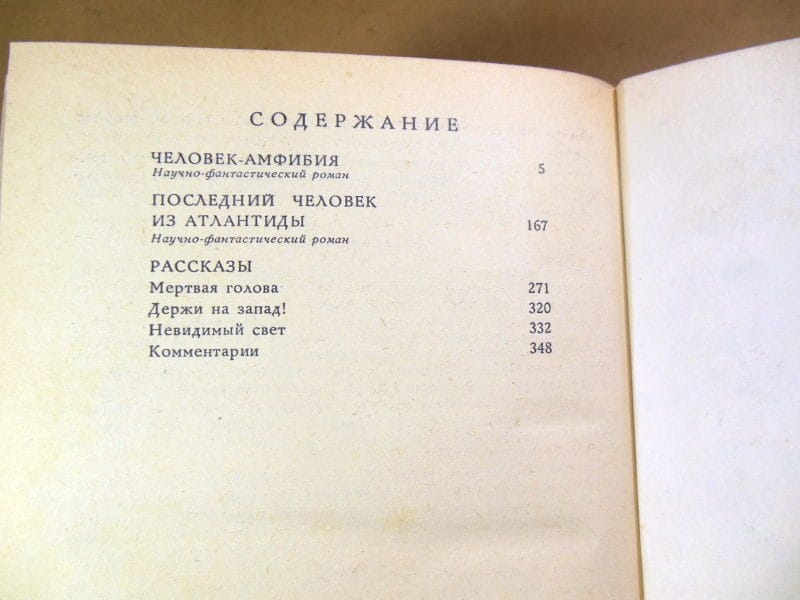 СОДЕРЖАНИЕ
ЧЕЛОВЕК-АМФИБИЯ
Научно-фантастический роман 5
ПОСЛЕДНИЙ ЧЕЛОВЕК
ИЗ АТЛАНТИДЫ 167
Научно-фантастический роман
РАССКАЗЫ
Мертвая голова 271
Держи на запад! 320
Невидимый свет 332
Комментарии 348